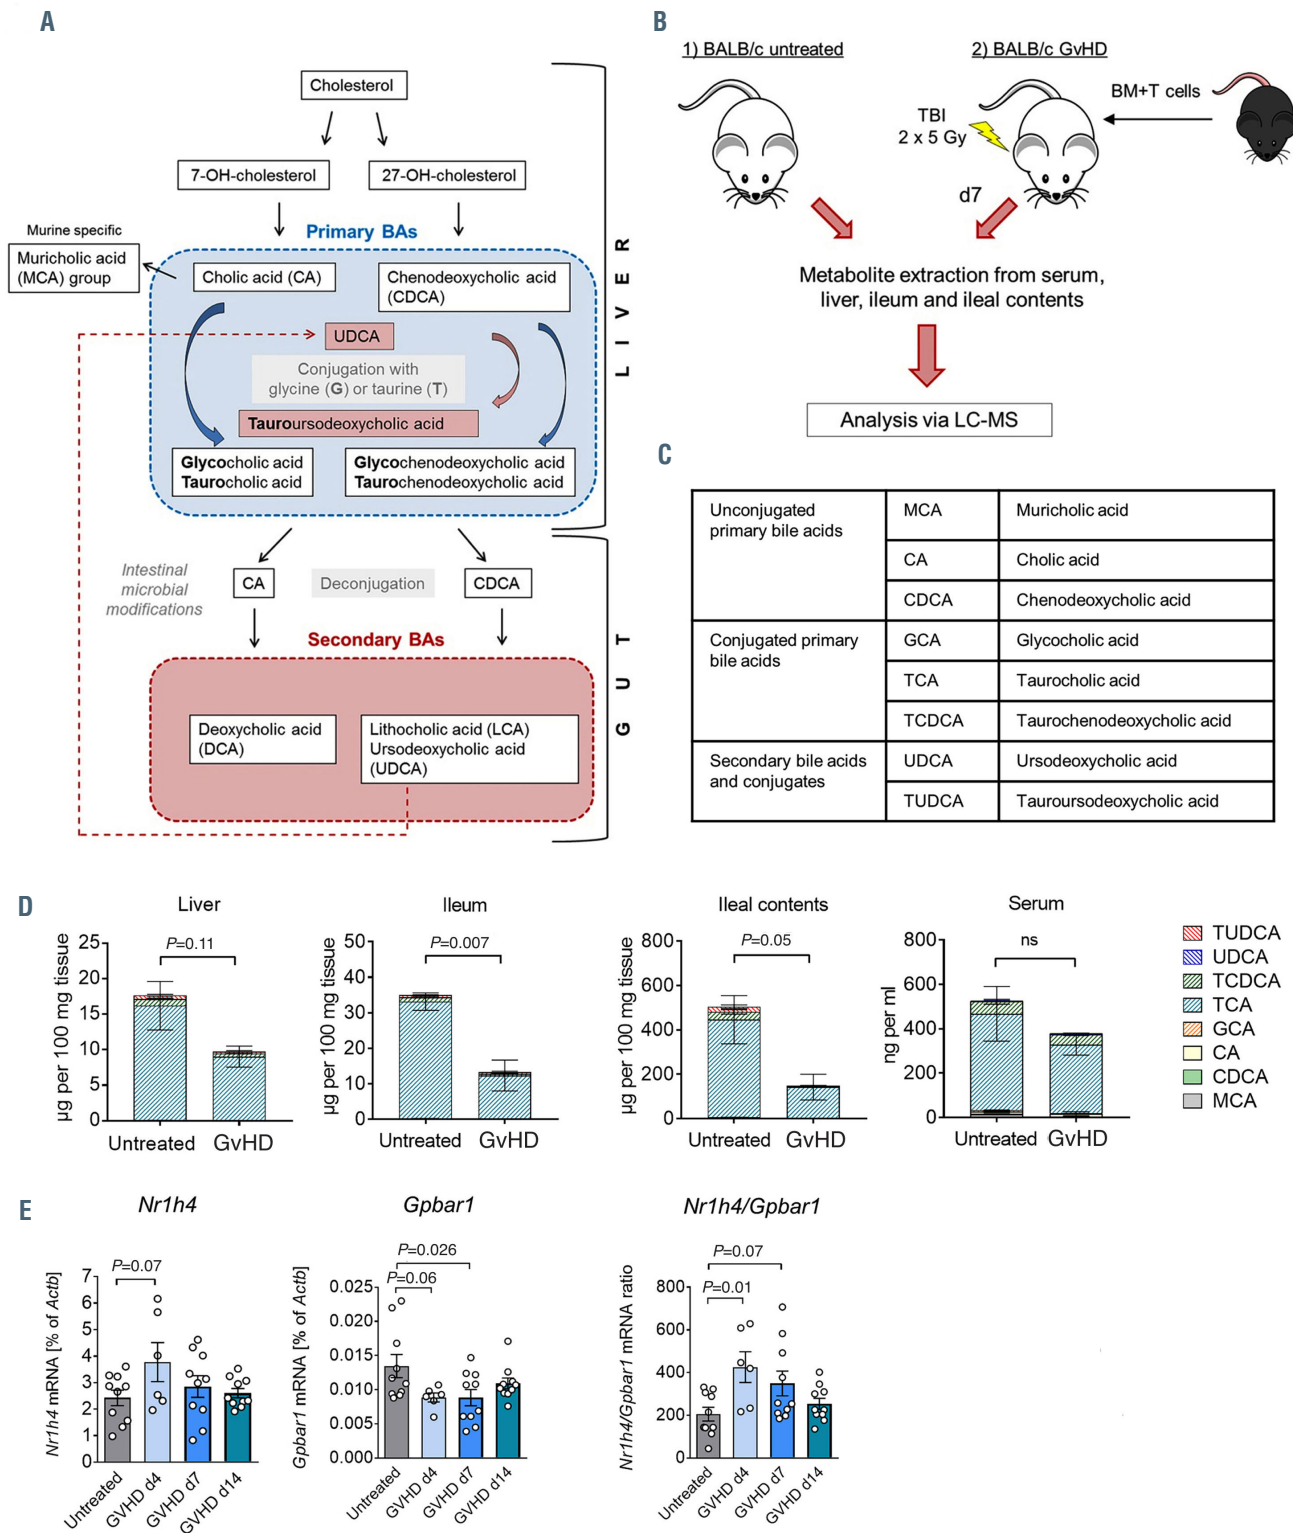 A
Cholesterol
7-OH-cholesterol
27-OH-cholesterol
Murine specific
Primary BAs
Muricholic acid
(MCA) group
Cholic acid (CA)
Chenodeoxycholic acid
(CDCA)
UDCA
Conjugation with
glycine (G) or taurine (T)
Tauroursodeoxycholic acid
Glycocholic acid
Taurocholic acid
Glycochenodeoxycholic acid
Taurochenodeoxycholic acid
LIVER
Intestinal
microbial
modifications
CA
Deconjugation
CDCA
Secondary BAs
Deoxycholic acid
(DCA)
Lithocholic acid (LCA)
Ursodeoxycholic acid
(UDCA)
GUT
B
1) BALB/c untreated
2) BALB/c GvHD
BM+T cells
TBI
2 x 5 Gy
d7
Metabolite extraction from serum,
liver, ileum and ileal contents
Analysis via LC-MS
C
Unconjugated
primary bile acids
MCA
Muricholic acid
CA
Cholic acid
CDCA
Chenodeoxycholic acid
Conjugated primary
bile acids
GCA
Glycocholic acid
TCA
Taurocholic acid
TCDCA
Taurochenodeoxycholic acid
Secondary bile acids
and conjugates
UDCA
Ursodeoxycholic acid
TUDCA
Tauroursodeoxycholic acid
D
Liver
µg per 100 mg tissue
25
20
15
10
5
0
P=0.11
Untreated
GvHD
Ileum
µg per 100 mg tissue
50
40
30
20
10
0
P=0.007
Untreated
GvHD
Ileal contents
µg per 100 mg tissue
800
600
400
200
0
P=0.05
Untreated
GvHD
Serum
ng per ml
800
600
400
200
0
ns
Untreated
GvHD
TUDCA
UDCA
TCDCA
TCA
GCA
CA
CDCA
MCA
E
Nr1h4
Nr1h4 mRNA [% of Actb]
7
6
5
4
3
2
1
0
P=0.07
Untreated
GVHD d4
GVHD d7
GVHD d14
Gpbar1
Gpbar1 mRNA [% of Actb]
0.025
0.020
0.015
0.010
0.005
0.000
P=0.026
P=0.06
Untreated
GVHD d4
GVHD d7
GVHD d14
Nr1h4/Gpbar1
Nr1h4/Gpbar1 mRNA ratio
800
600
400
200
0
P=0.07
P=0.01
Untreated
GVHD d4
GVHD d7
GVHD d14